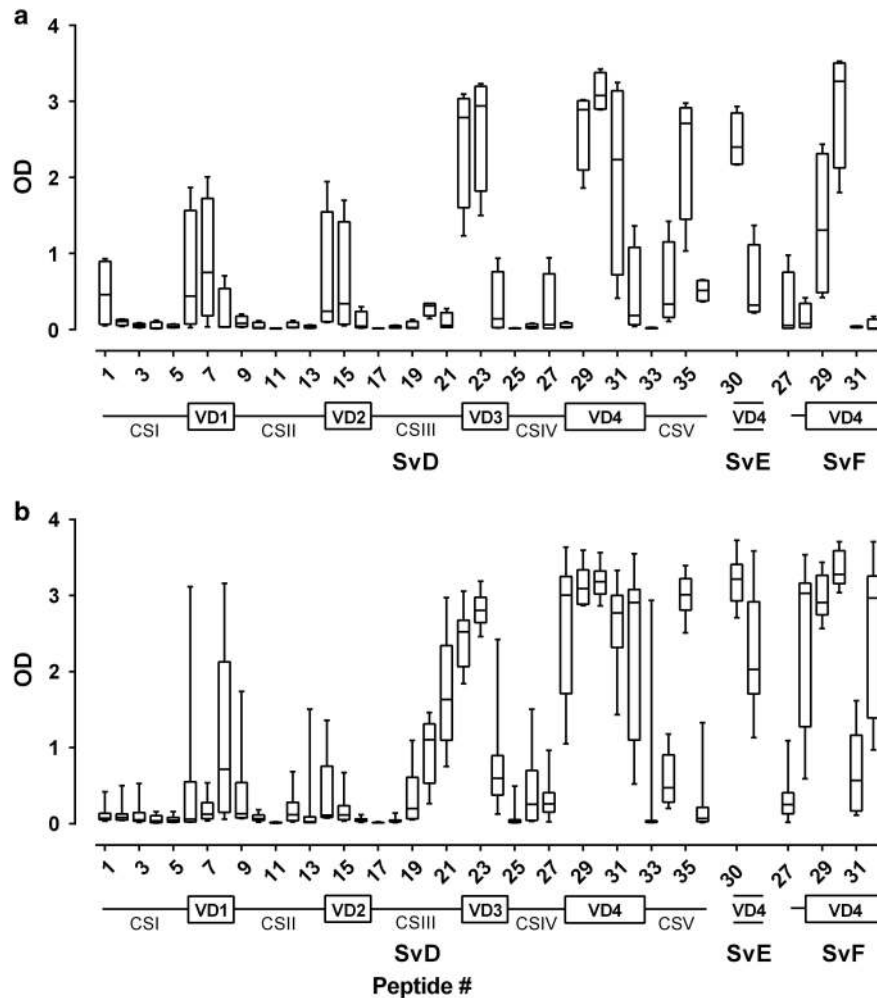 a
4
3
OD
2
1
0
1 3 5 7 9 11 13 15 17 19 21 23 25 27 29 31 33 35 30 27 29 31
CSI VD1 CSII VD2 CSIII VD3 CSIV VD4 CSV VD4 VD4
SvD SvE SvF
b
4
3
OD
2
1
0
1 3 5 7 9 11 13 15 17 19 21 23 25 27 29 31 33 35 30 27 29 31
CSI VD1 CSII VD2 CSIII VD3 CSIV VD4 CSV VD4 VD4
SvD SvE SvF
Peptide #